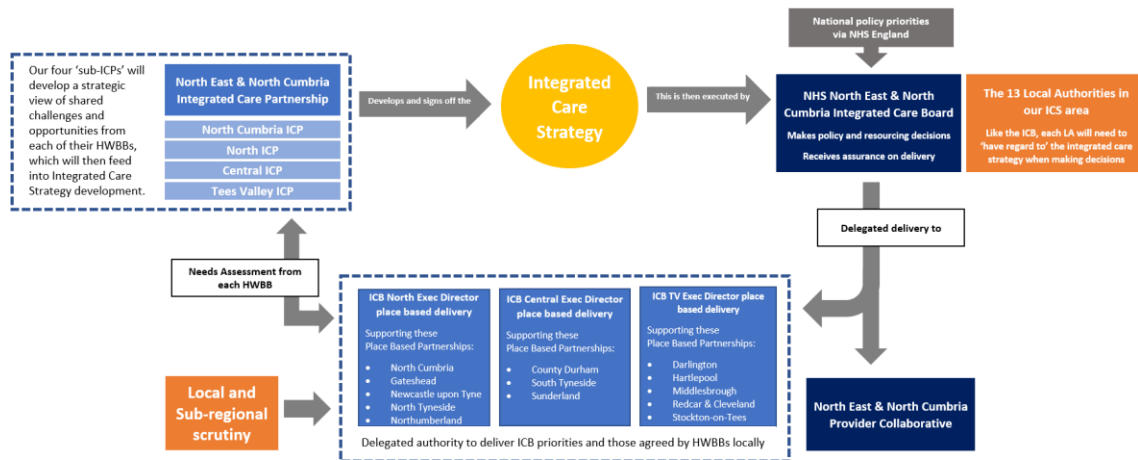 Our four ‘sub-ICPs’ will
develop a strategic
view of shared
challenges and
opportunities from
each of their HWBBs,
which will then feed
into Integrated Care
Strategy development.
North East & North Cumbria
Integrated Care Partnership
North Cumbria ICP
North ICP
Central ICP
Tees Valley ICP
Develops and signs off the
Integrated
Care
Strategy
This is then executed by
National policy priorities
via NHS England
NHS North East & North
Cumbria Integrated Care Board
Makes policy and resourcing decisions
Receives assurance on delivery
The 13 Local Authorities in
our ICS area
Like the ICB, each LA will need to
‘have regard to’ the integrated care
strategy when making decisions
Delegated delivery to
Needs Assessment from
each HWBB
ICB North Exec Director
place based delivery
Supporting these
Place Based Partnerships:
• North Cumbria
• Gateshead
• Newcastle upon Tyne
• North Tyneside
• Northumberland
ICB Central Exec Director
place based delivery
Supporting these
Place Based Partnerships:
• County Durham
• South Tyneside
• Sunderland
ICB TV Exec Director place
based delivery
Supporting these
Place Based Partnerships:
• Darlington
• Hartlepool
• Middlesbrough
• Redcar & Cleveland
• Stockton-on-Tees
Delegated authority to deliver ICB priorities and those agreed by HWBBs locally
Local and
Sub-regional
scrutiny
North East & North Cumbria
Provider Collaborative